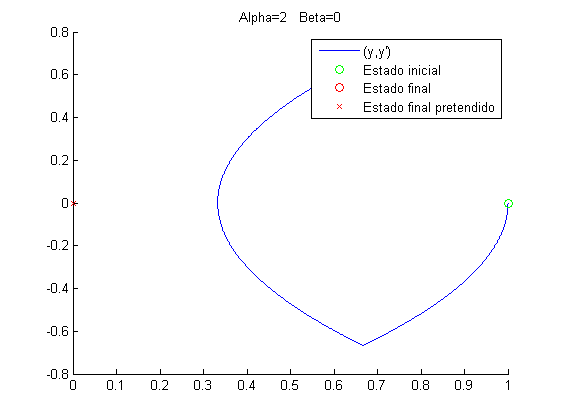 Alpha=2 Beta=0
0.8
0.6
0.4
0.2
0
-0.2
-0.4
-0.6
-0.8
(y,y')
Estado inicial
Estado final
Estado final pretendido
0 0.1 0.2 0.3 0.4 0.5 0.6 0.7 0.8 0.9 1